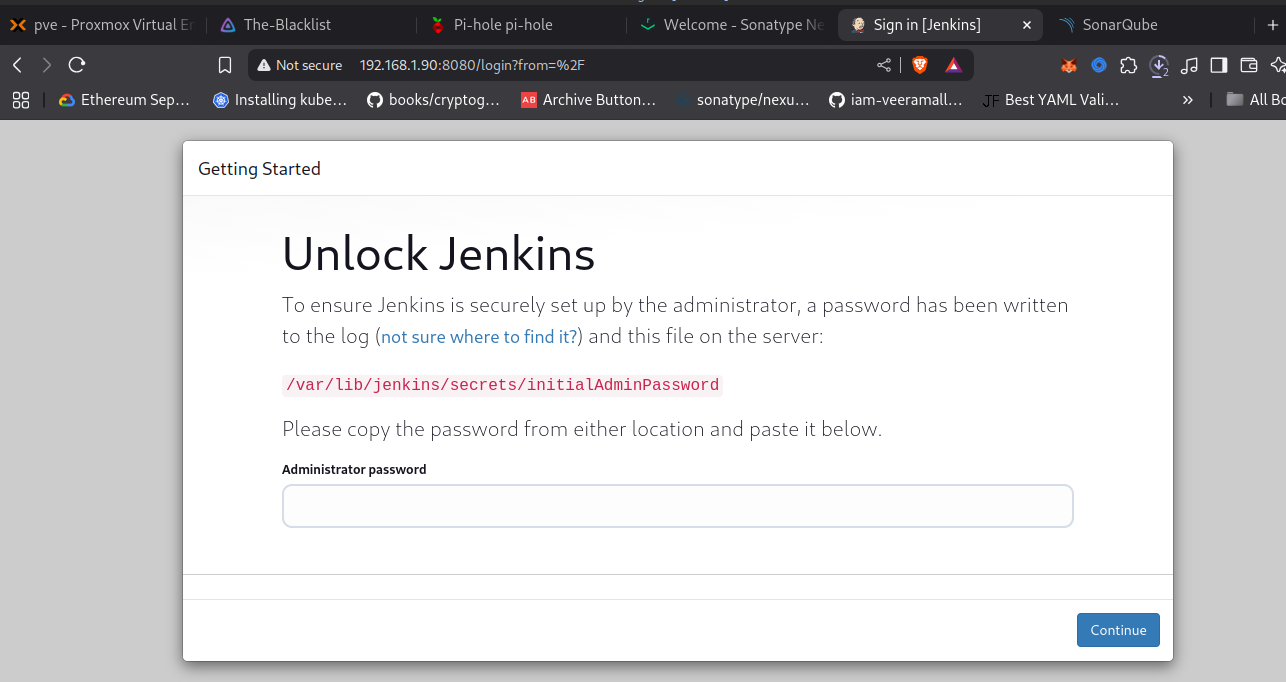 pve - Proxmox Virtual En
The-Blacklist
Pi-hole pi-hole
Welcome - Sonatype Ne
Sign in [Jenkins]
SonarQube
Not secure 192.168.1.90:8080/login?from=%2F
2
Ethereum Sep...
Installing kube...
books/cryptog...
AB Archive Button...
sonatype/nexu...
iam-veeramall...
JF Best YAML Vali...
All Bo
Getting Started
Unlock Jenkins
To ensure Jenkins is securely set up by the administrator, a password has been written
to the log (not sure where to find it?) and this file on the server:
/var/lib/jenkins/secrets/initialAdminPassword
Please copy the password from either location and paste it below.
Administrator password
Continue